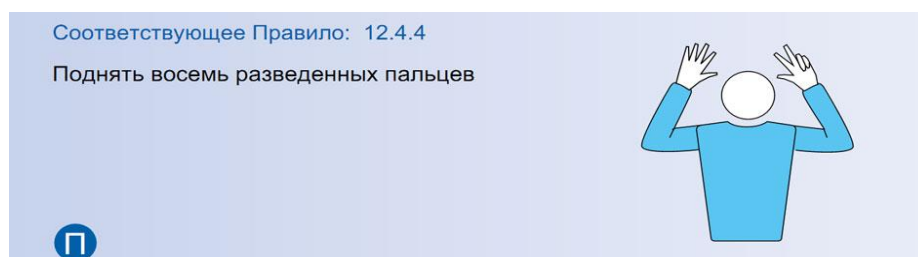 Соответствующее Правило: 12.4.4
Поднять восемь разведенных пальцев
П